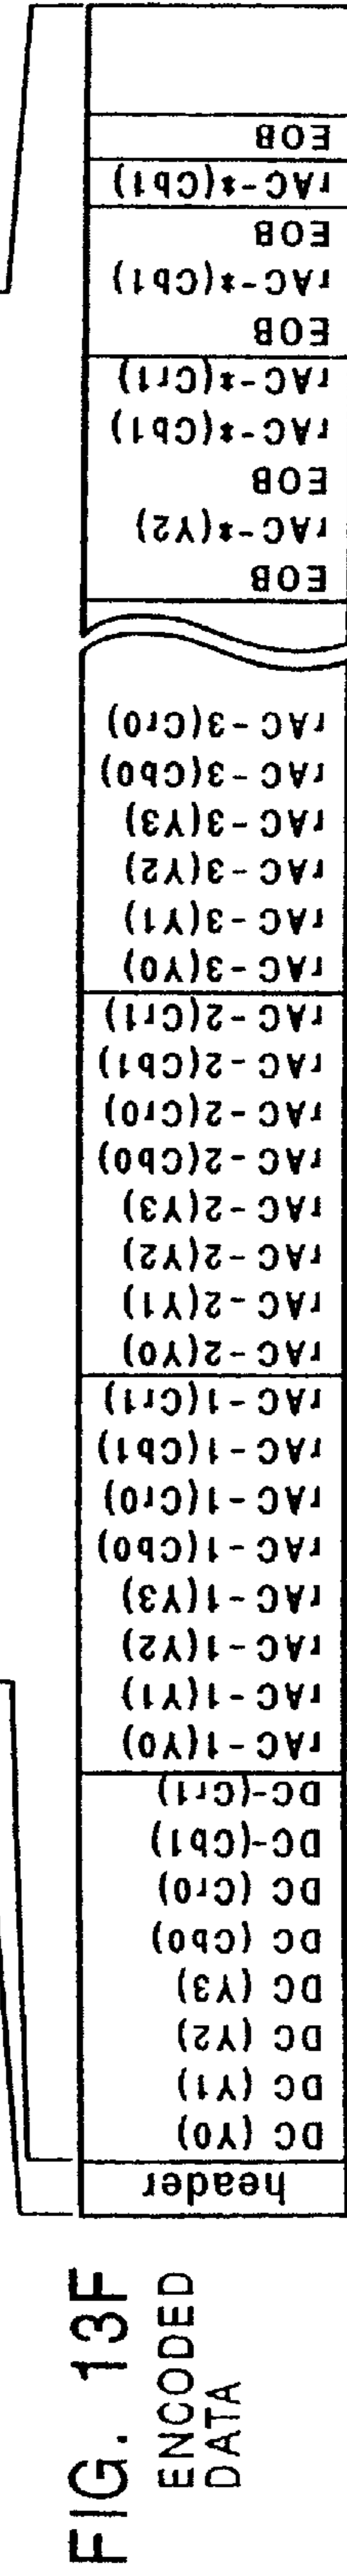 FIG. 13F
ENCODED
DATA
header
DC (Y0)
DC (Y1)
DC (Y2)
DC (Y3)
DC (Cb0)
DC (Cr0)
DC-(Cb1)
DC-(Cr1)
rAC-1(Y0)
rAC-1(Y1)
rAC-1(Y2)
rAC-1(Y3)
rAC-1(Cb0)
rAC-1(Cr0)
rAC-1(Cb1)
rAC-1(Cr1)
rAC-2(Y0)
rAC-2(Y1)
rAC-2(Y2)
rAC-2(Y3)
rAC-2(Cb0)
rAC-2(Cr0)
rAC-2(Cb1)
rAC-2(Cr1)
rAC-3(Y0)
rAC-3(Y1)
rAC-3(Y2)
rAC-3(Y3)
rAC-3(Cb0)
rAC-3(Cr0)
EOB
rAC-*(Y2)
EOB
rAC-*(Cb1)
rAC-*(Cr1)
EOB
rAC-*(Cb1)
EOB
rAC-*(Cb1)
EOB